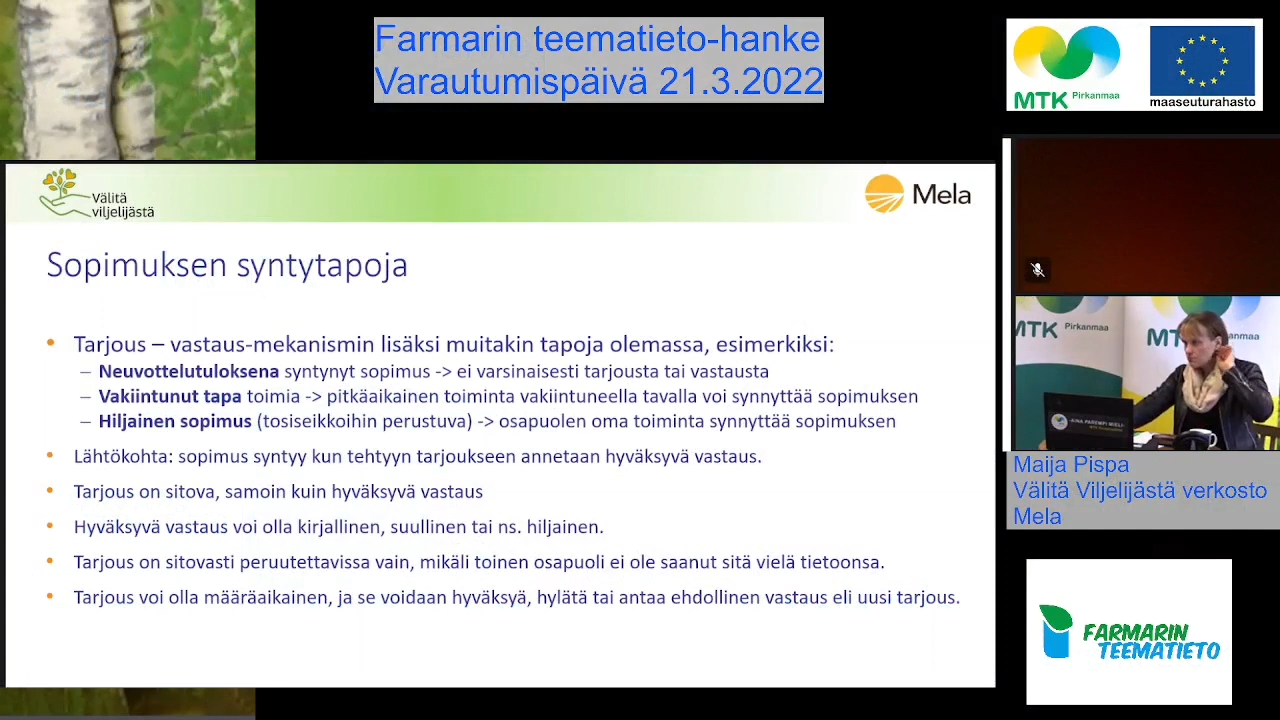 Farmarin teematieto-hanke
Varautumispäivä 21.3.2022
MTK Pirkanmaa
maaseuturahasto
Välitä
viljelijästä
Mela
Sopimuksen syntytapoja
• Tarjous – vastaus-mekanismin lisäksi muitakin tapoja olemassa, esimerkiksi:
– Neuvottelutuloksena syntynyt sopimus -> ei varsinaisesti tarjousta tai vastausta
– Vakiintunut tapa toimia -> pitkäaikainen toiminta vakiintuneella tavalla voi synnyttää sopimuksen
– Hiljainen sopimus (tosiseikkoihin perustuva) -> osapuolen oma toiminta synnyttää sopimuksen
• Lähtökohta: sopimus syntyy kun tehtyyn tarjoukseen annetaan hyväksyvä vastaus.
• Tarjous on sitova, samoin kuin hyväksyvä vastaus
• Hyväksyvä vastaus voi olla kirjallinen, suullinen tai ns. hiljainen.
• Tarjous on sitovasti peruutettavissa vain, mikäli toinen osapuoli ei ole saanut sitä vielä tietoonsa.
• Tarjous voi olla määräaikainen, ja se voidaan hyväksyä, hylätä tai antaa ehdollinen vastaus eli uusi tarjous.
MTK Pirkanmaa
MTK
AINA PAREMPI MIELI
Maija Pispa
Välitä Viljelijästä verkosto
Mela
FARMARIN
TEEMATIETO